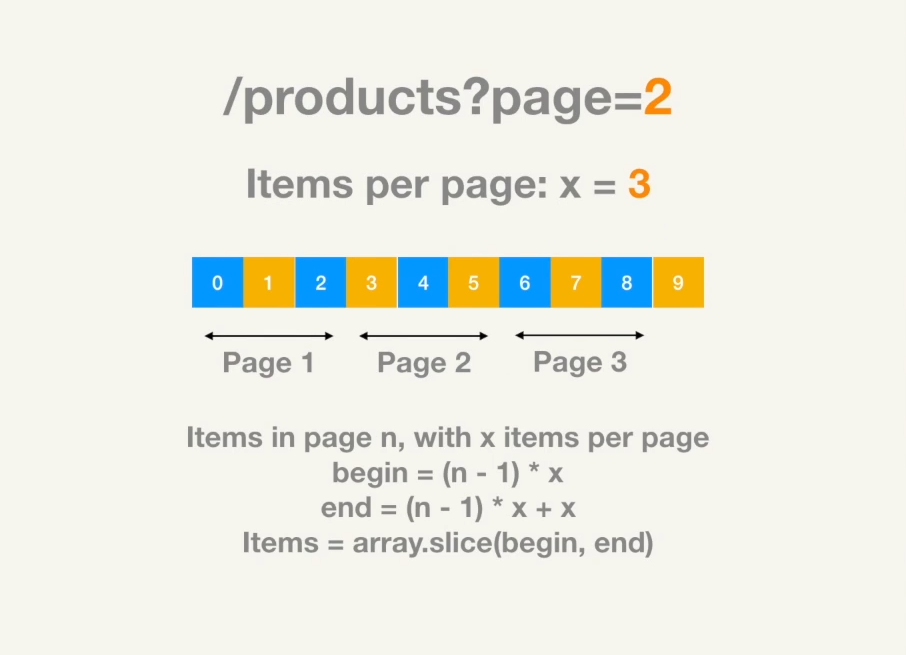 /products?page=2
Items per page: x = 3
0 1 2 3 4 5 6 7 8 9
Page 1 Page 2 Page 3
Items in page n, with x items per page
begin = (n - 1) * x
end = (n - 1) * x + x
Items = array.slice(begin, end)